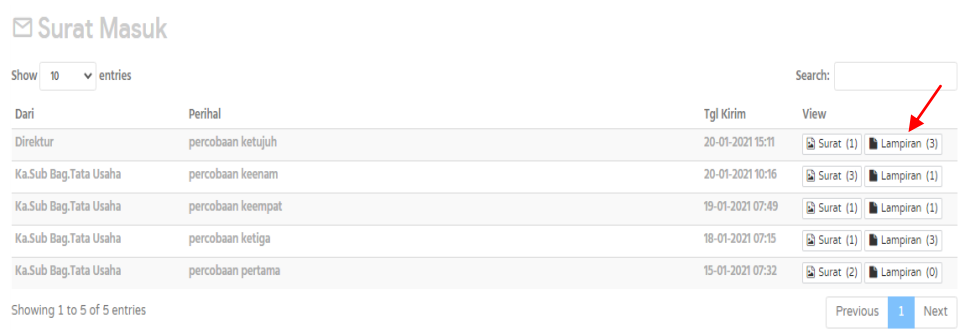 Surat Masuk
Show 10 entries Search:
Dari Perihal Tgl Kirim View
Direktur percobaan ketujuh 20-01-2021 15:11 Surat (1) Lampiran (3)
Ka.Sub Bag.Tata Usaha percobaan keenam 20-01-2021 10:16 Surat (3) Lampiran (1)
Ka.Sub Bag.Tata Usaha percobaan keempat 19-01-2021 07:49 Surat (1) Lampiran (1)
Ka.Sub Bag.Tata Usaha percobaan ketiga 18-01-2021 07:15 Surat (1) Lampiran (3)
Ka.Sub Bag.Tata Usaha percobaan pertama 15-01-2021 07:32 Surat (2) Lampiran (0)
Showing 1 to 5 of 5 entries Previous 1 Next